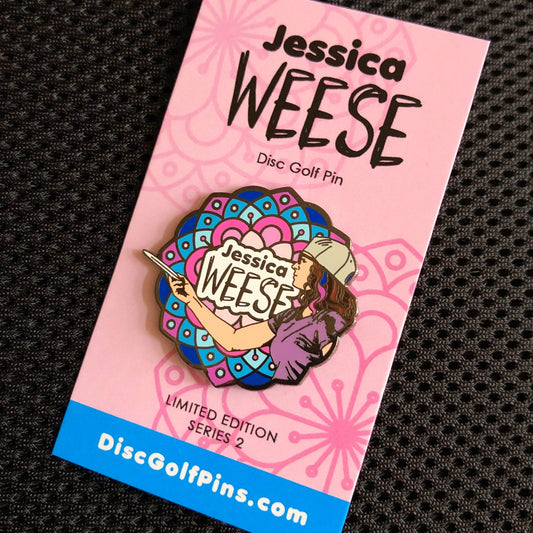 Jessica
WEESE
Disc Golf Pin
Jessica
WEESE
LIMITED EDITION
SERIES 2
DiscGolfPins.com